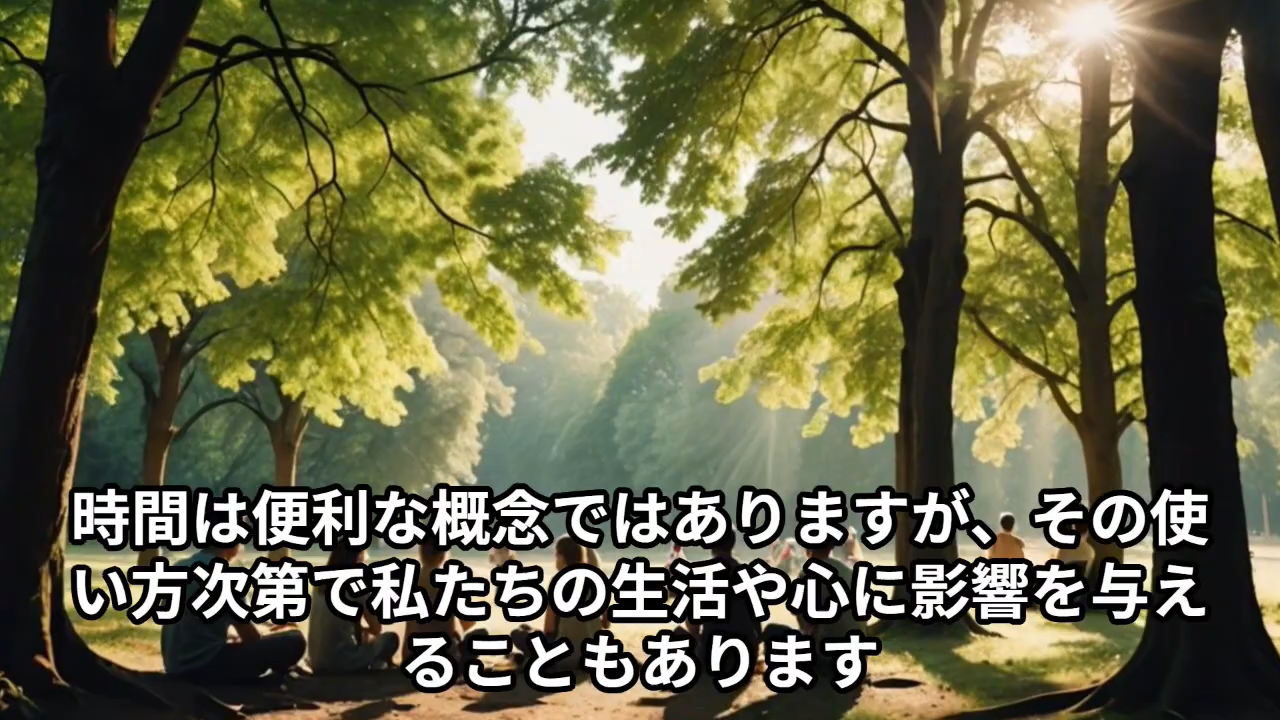 時間は便利な概念ではありますが、その使
い方次第で私たちの生活や心に影響を与え
ることもあります